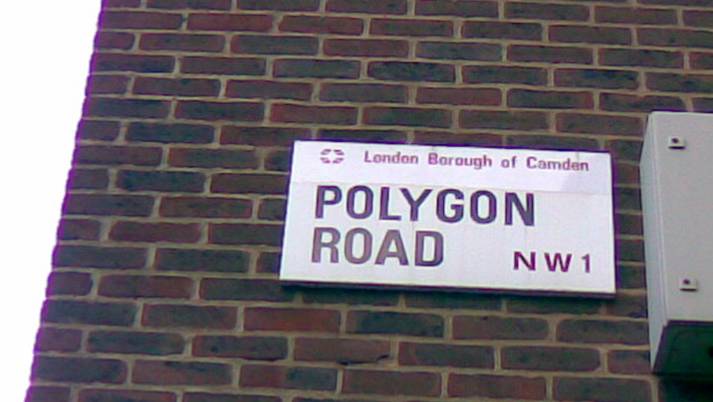 London Borough of Camden
POLYGON
ROAD
NW1